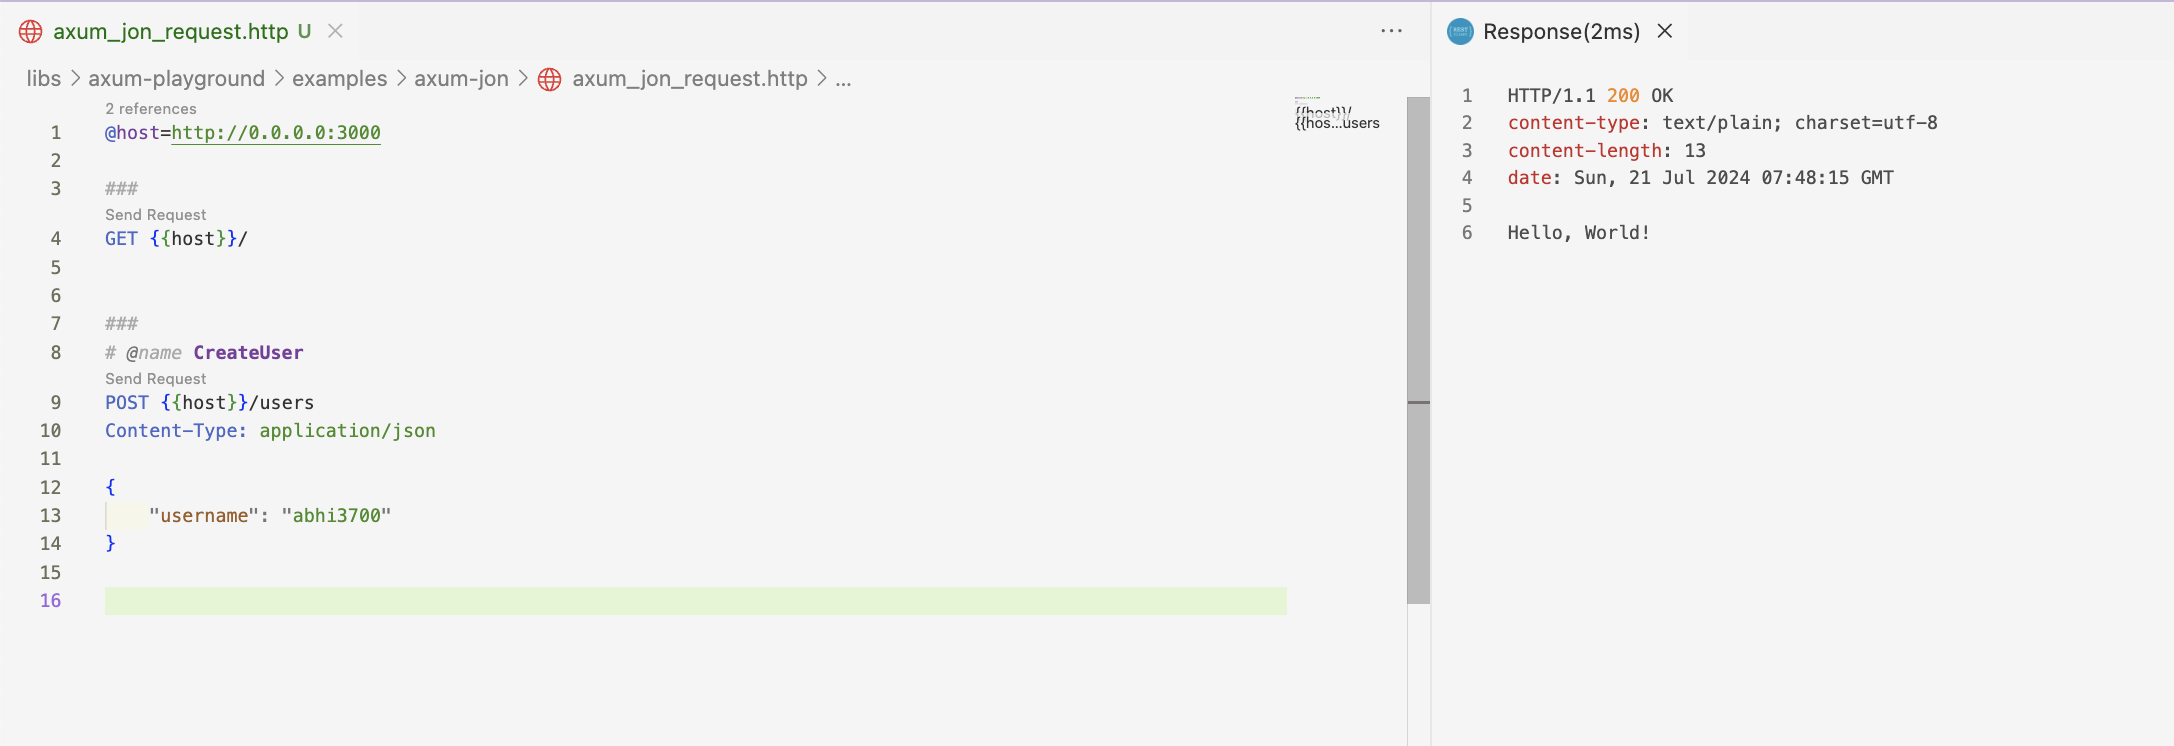 axum_jon_request.http U
libs > axum-playground > examples > axum-jon > axum_jon_request.http > ...
2 references
1 @host=http://0.0.0.0:3000
2
3 ###
Send Request
4 GET {{host}}/
5
6
7 ###
8 # @name CreateUser
Send Request
9 POST {{host}}/users
10 Content-Type: application/json
11
12 {
13 "username": "abhi3700"
14 }
15
16
{{host}}/
{{hos...users
Response(2ms)
1 HTTP/1.1 200 OK
2 content-type: text/plain; charset=utf-8
3 content-length: 13
4 date: Sun, 21 Jul 2024 07:48:15 GMT
5
6 Hello, World!